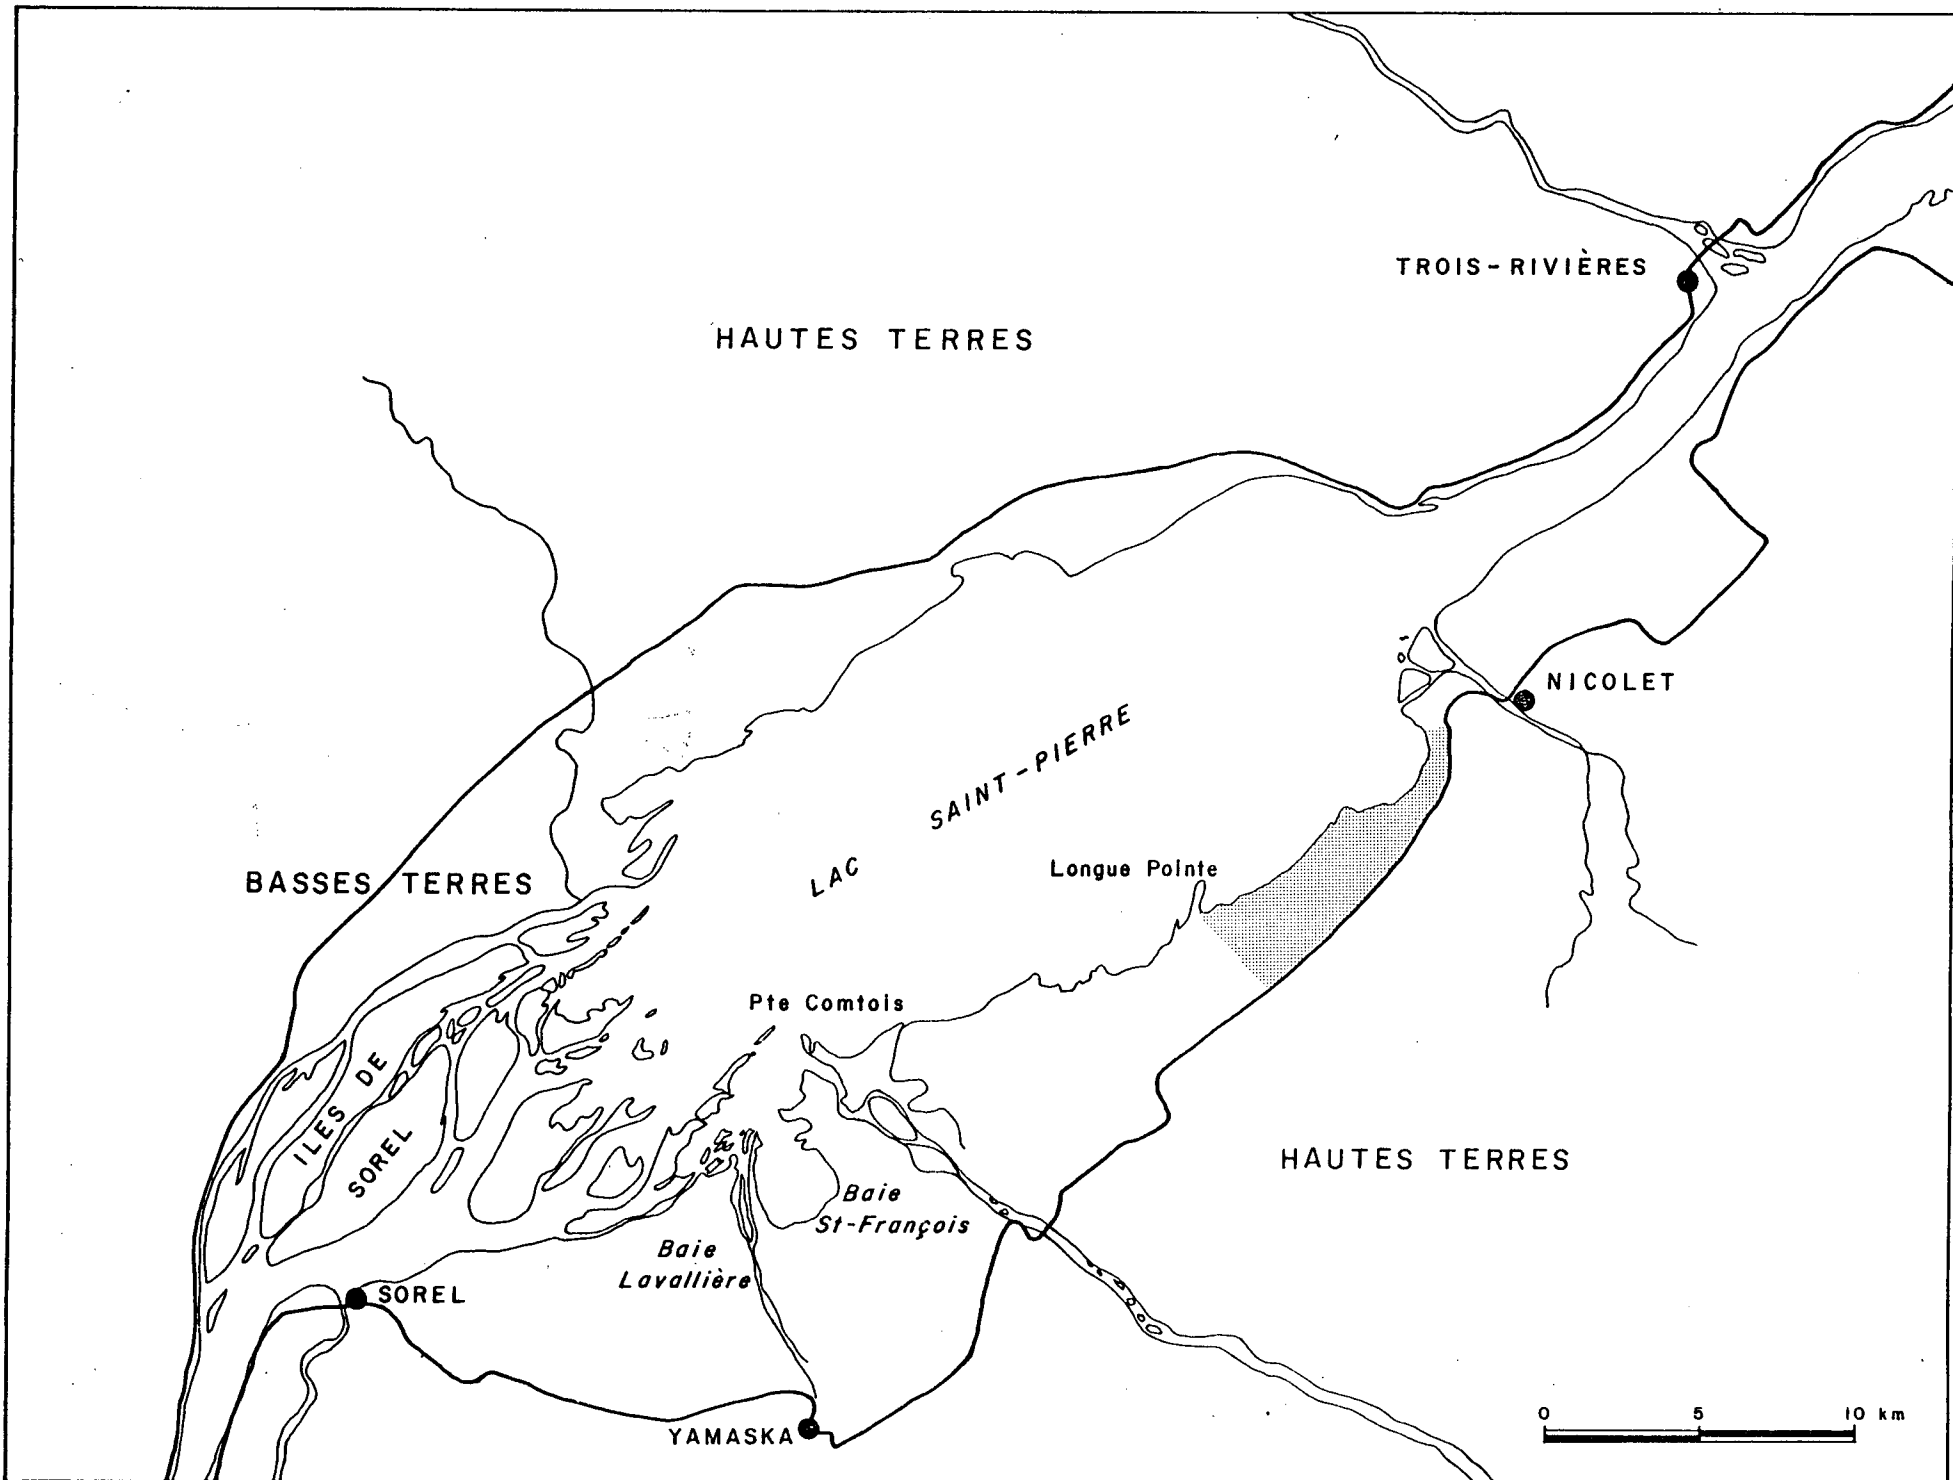 TROIS-RIVIÈRES
HAUTES TERRES
NICOLET
LAC SAINT-PIERRE
Longue Pointe
BASSES TERRES
Pte Comtois
ILES DE
SOREL
HAUTES TERRES
Baie
St-François
Baie
Lavallière
SOREL
YAMASKA
0 5 10 km